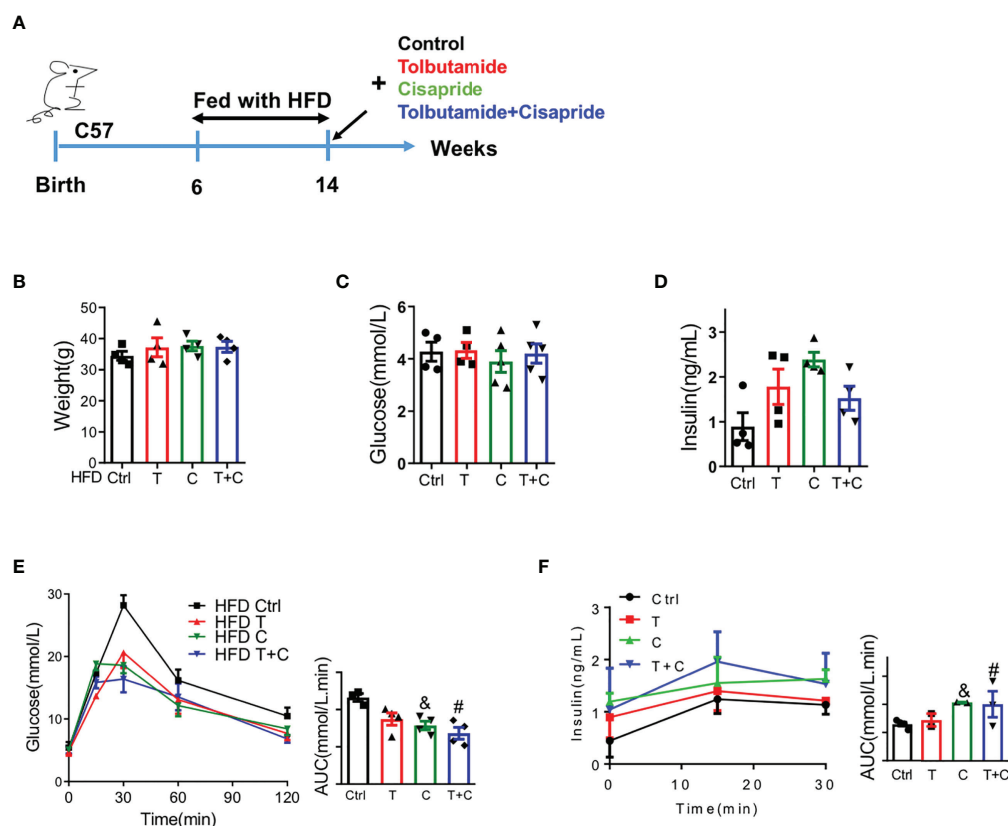 A
Control
Tolbutamide
+
Cisapride
Fed with HFD
Tolbutamide+Cisapride
C57
Weeks
Birth
6
14
B
Weight(g)
50
40
30
20
10
0
HFD Ctrl T C T+C
C
Glucose(mmol/L)
6
4
2
0
Ctrl T C T+C
D
Insulin(ng/mL)
3
2
1
Ctrl T C T+C
E
Glucose(mmol/L)
30
20
10
0
0 30 60 90 120
Time(min)
HFD Ctrl
HFD T
HFD C
HFD T+C
AUC(mmol/L.min)
& #
Ctrl T C T+C
F
Insulin(ng/mL)
3
2
1
0
0 10 20 30
Time(min)
Ctrl
T
C
T+C
AUC(mmol/L.min)
& #
Ctrl T C T+C